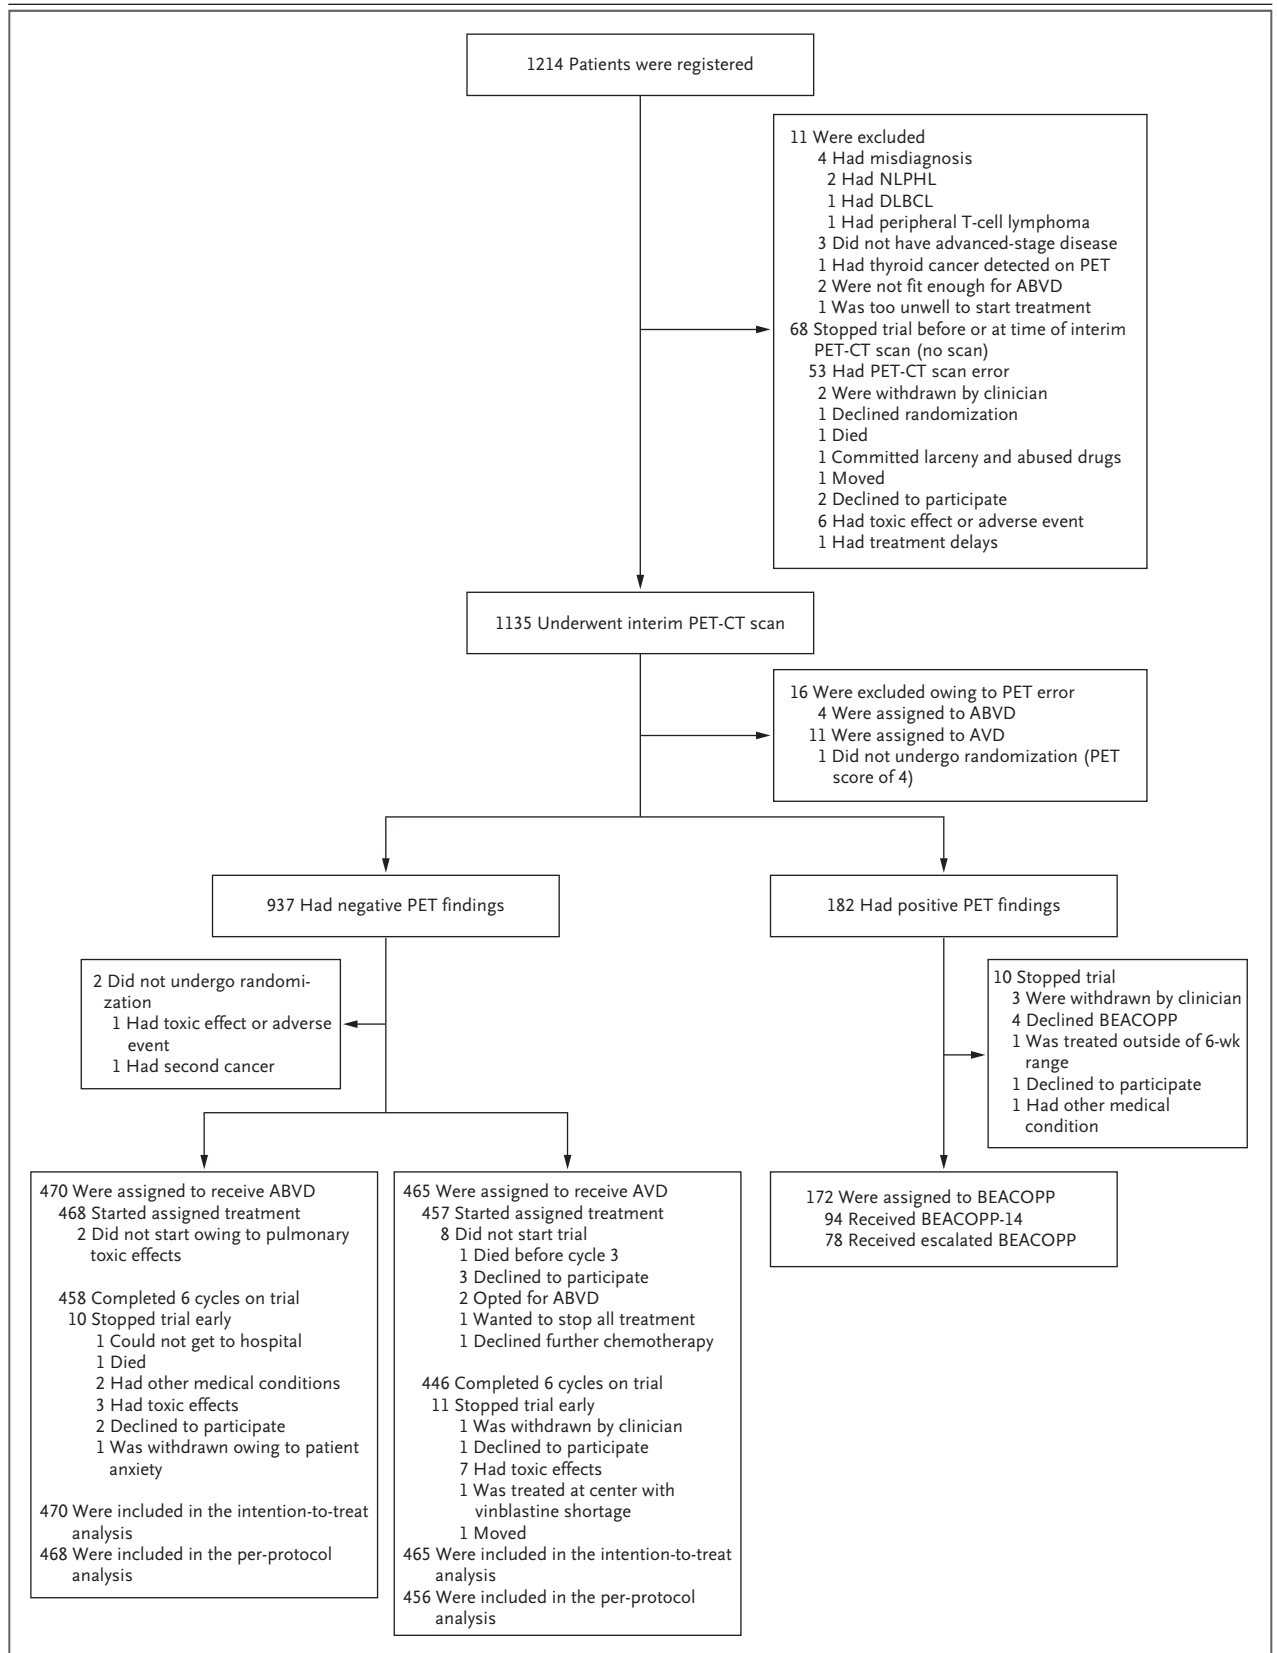 1214 Patients were registered
11 Were excluded
4 Had misdiagnosis
2 Had NLPHL
1 Had DLBCL
1 Had peripheral T-cell lymphoma
3 Did not have advanced-stage disease
1 Had thyroid cancer detected on PET
2 Were not fit enough for ABVD
1 Was too unwell to start treatment
68 Stopped trial before or at time of interim
PET-CT scan (no scan)
53 Had PET-CT scan error
2 Were withdrawn by clinician
1 Declined randomization
1 Died
1 Committed larceny and abused drugs
1 Moved
2 Declined to participate
6 Had toxic effect or adverse event
1 Had treatment delays
1135 Underwent interim PET-CT scan
16 Were excluded owing to PET error
4 Were assigned to ABVD
11 Were assigned to AVD
1 Did not undergo randomization (PET
score of 4)
937 Had negative PET findings
182 Had positive PET findings
2 Did not undergo randomi-
zation
1 Had toxic effect or adverse
event
1 Had second cancer
10 Stopped trial
3 Were withdrawn by clinician
4 Declined BEACOPP
1 Was treated outside of 6-wk
range
1 Declined to participate
1 Had other medical
condition
470 Were assigned to receive ABVD
468 Started assigned treatment
2 Did not start owing to pulmonary
toxic effects
458 Completed 6 cycles on trial
10 Stopped trial early
1 Could not get to hospital
1 Died
2 Had other medical conditions
3 Had toxic effects
2 Declined to participate
1 Was withdrawn owing to patient
anxiety
470 Were included in the intention-to-treat
analysis
468 Were included in the per-protocol
analysis
465 Were assigned to receive AVD
457 Started assigned treatment
8 Did not start trial
1 Died before cycle 3
3 Declined to participate
2 Opted for ABVD
1 Wanted to stop all treatment
1 Declined further chemotherapy
446 Completed 6 cycles on trial
11 Stopped trial early
1 Was withdrawn by clinician
1 Declined to participate
7 Had toxic effects
1 Was treated at center with
vinblastine shortage
1 Moved
465 Were included in the intention-to-treat
analysis
456 Were included in the per-protocol
analysis
172 Were assigned to BEACOPP
94 Received BEACOPP-14
78 Received escalated BEACOPP